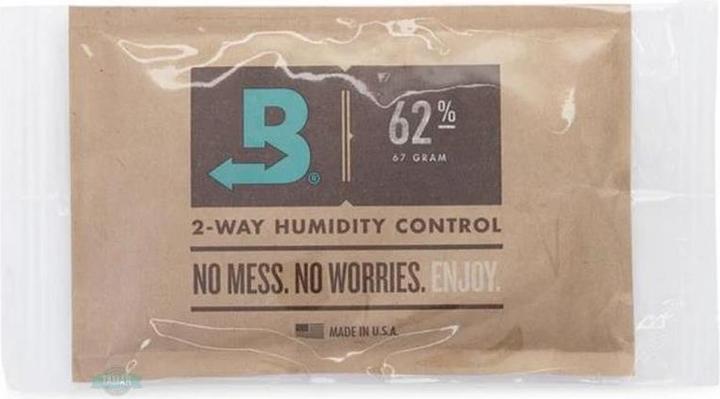 B ®
62%
67 GRAM
2-WAY HUMIDITY CONTROL
NO MESS. NO WORRIES. ENJOY.
MADE IN U.S.A.